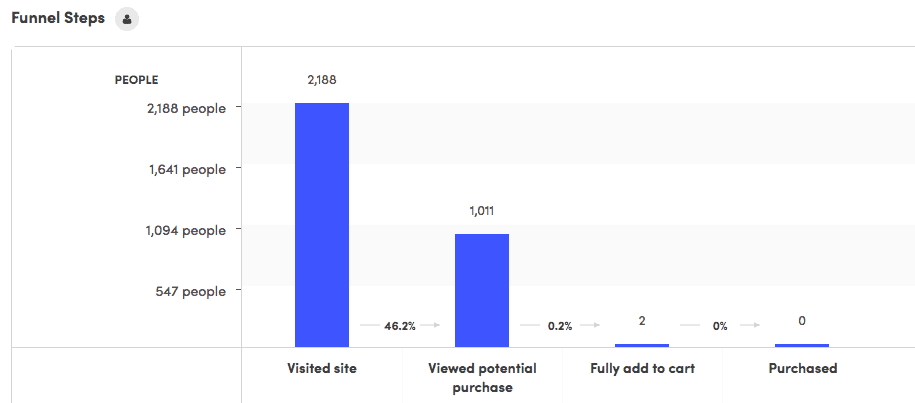 Funnel Steps
PEOPLE
2,188 people
1,641 people
1,094 people
547 people
2,188
1,011
2
0
46.2%
0.2%
0%
Visited site
Viewed potential
purchase
Fully add to cart
Purchased